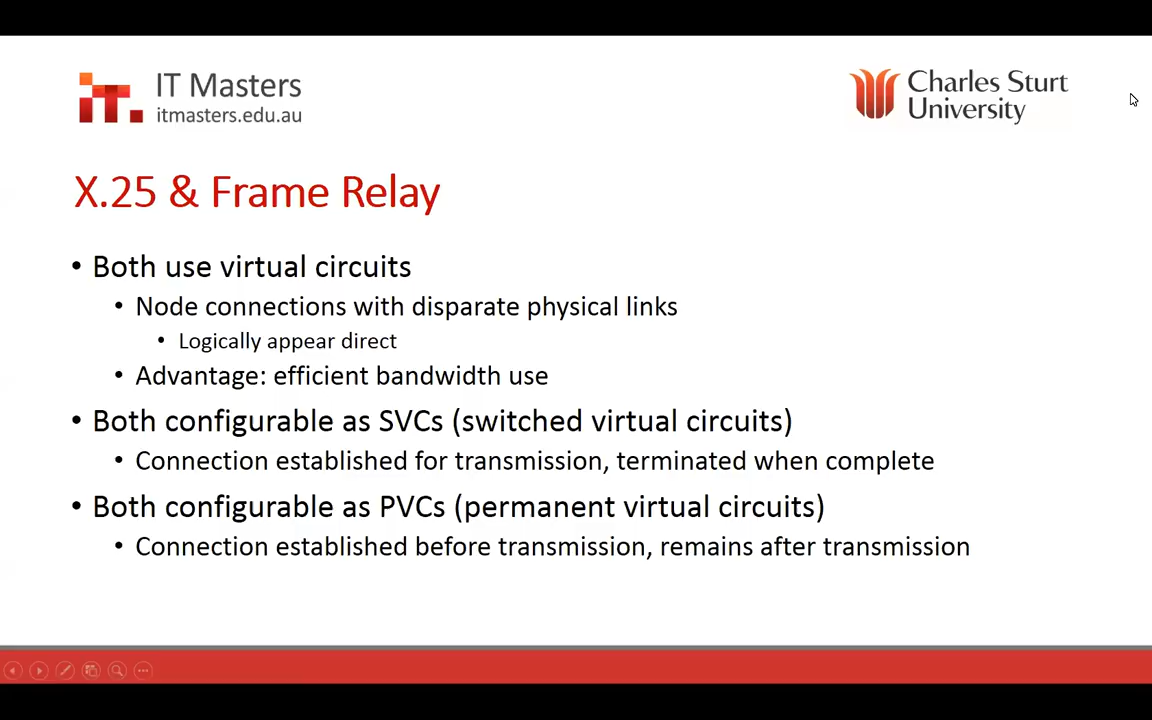 IT Masters
itmasters.edu.au
Charles Sturt
University
X.25 & Frame Relay
• Both use virtual circuits
• Node connections with disparate physical links
• Logically appear direct
• Advantage: efficient bandwidth use
• Both configurable as SVCs (switched virtual circuits)
• Connection established for transmission, terminated when complete
• Both configurable as PVCs (permanent virtual circuits)
• Connection established before transmission, remains after transmission